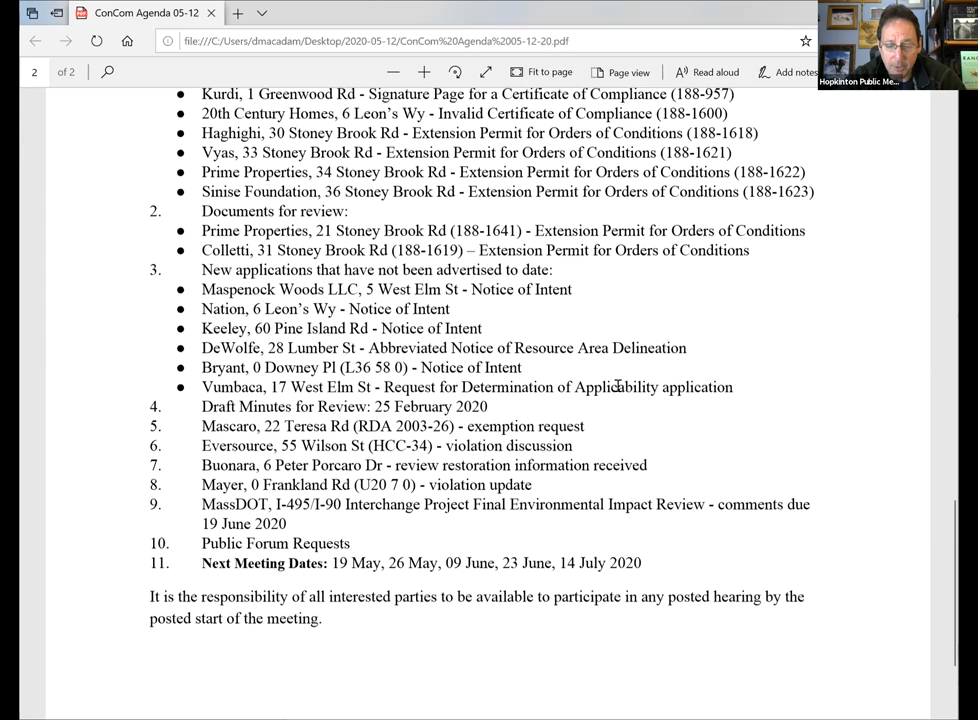 ConCom Agenda 05-12
file:///C:/Users/dmacadam/Desktop/2020-05-12/ConCom%20Agenda%2005-12-20.pdf
2 of 2 Fit to page Page view Read aloud Add notes
Hopkinton Public Me...
Kurdi, 1 Greenwood Rd - Signature Page for a Certificate of Compliance (188-957)
20th Century Homes, 6 Leon's Wy - Invalid Certificate of Compliance (188-1600)
Haghighi, 30 Stoney Brook Rd - Extension Permit for Orders of Conditions (188-1618)
Vyas, 33 Stoney Brook Rd - Extension Permit for Orders of Conditions (188-1621)
Prime Properties, 34 Stoney Brook Rd - Extension Permit for Orders of Conditions (188-1622)
Sinise Foundation, 36 Stoney Brook Rd - Extension Permit for Orders of Conditions (188-1623)
2. Documents for review:
Prime Properties, 21 Stoney Brook Rd (188-1641) - Extension Permit for Orders of Conditions
Colletti, 31 Stoney Brook Rd (188-1619) – Extension Permit for Orders of Conditions
3. New applications that have not been advertised to date:
Maspenock Woods LLC, 5 West Elm St - Notice of Intent
Nation, 6 Leon's Wy - Notice of Intent
Keeley, 60 Pine Island Rd - Notice of Intent
DeWolfe, 28 Lumber St - Abbreviated Notice of Resource Area Delineation
Bryant, 0 Downey Pl (L36 58 0) - Notice of Intent
Vumbaca, 17 West Elm St - Request for Determination of Applicability application
4. Draft Minutes for Review: 25 February 2020
5. Mascaro, 22 Teresa Rd (RDA 2003-26) - exemption request
6. Eversource, 55 Wilson St (HCC-34) - violation discussion
7. Buonara, 6 Peter Porcaro Dr - review restoration information received
8. Mayer, 0 Frankland Rd (U20 7 0) - violation update
9. MassDOT, I-495/I-90 Interchange Project Final Environmental Impact Review - comments due
19 June 2020
10. Public Forum Requests
11. Next Meeting Dates: 19 May, 26 May, 09 June, 23 June, 14 July 2020
It is the responsibility of all interested parties to be available to participate in any posted hearing by the
posted start of the meeting.